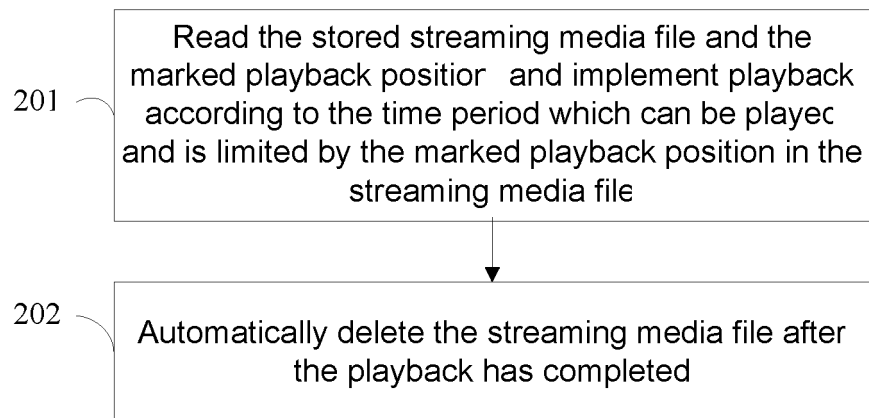 201
Read the stored streaming media file and the
marked playback position and implement playback
according to the time period which can be played
and is limited by the marked playback position in the
streaming media file
202
Automatically delete the streaming media file after
the playback has completed